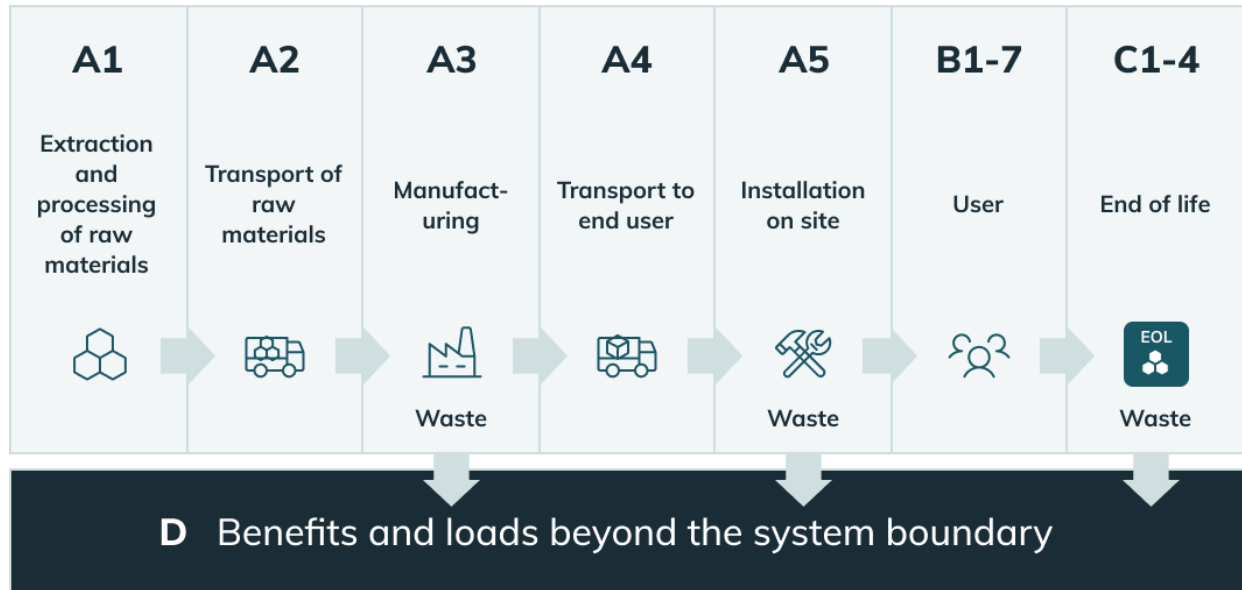 A1
A2
A3
A4
A5
B1-7
C1-4
Extraction
and
processing
of raw
materials
Transport of
raw
materials
Manufact-
uring
Transport to
end user
Installation
on site
User
End of life
EOL
Waste
Waste
Waste
D Benefits and loads beyond the system boundary